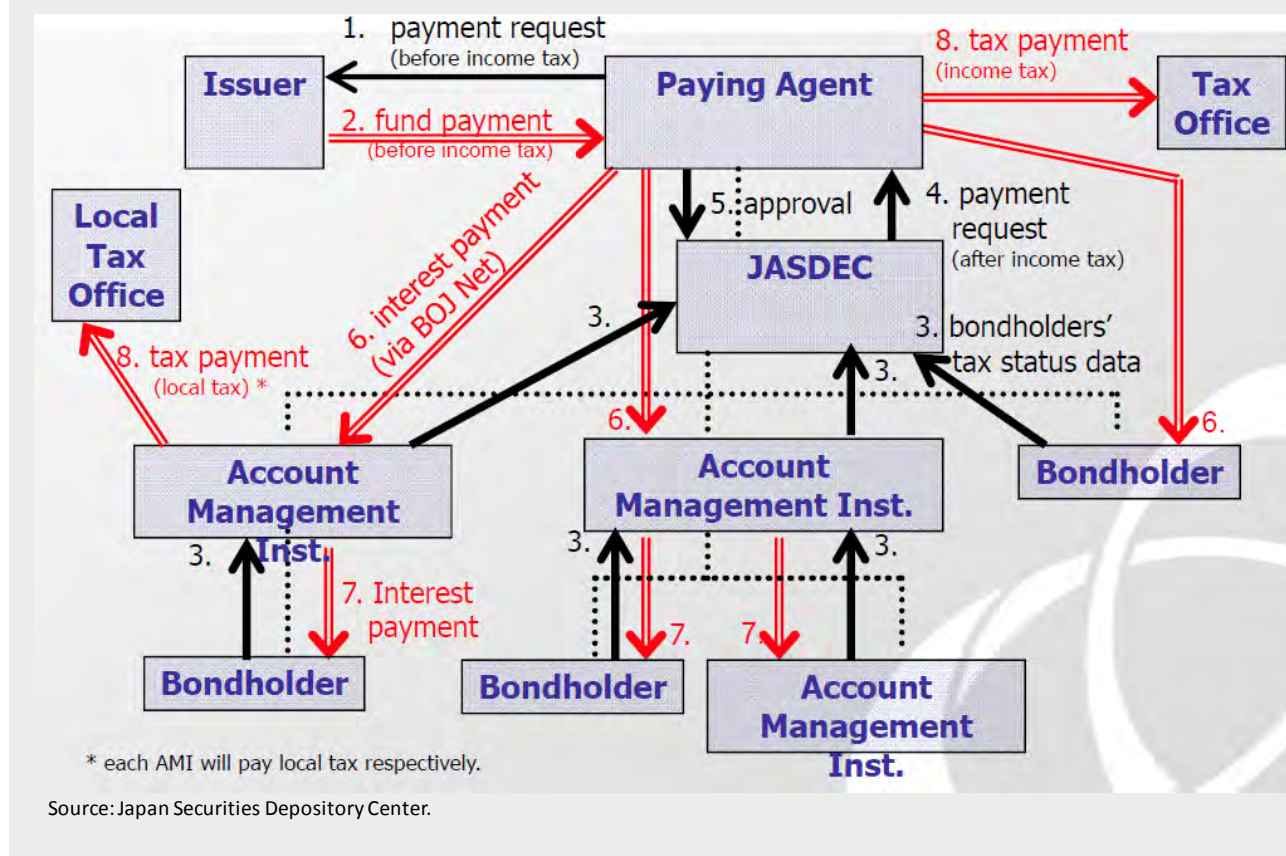 1. payment request
(before income tax)
8. tax payment
(income tax)
Issuer
Paying Agent
Tax
Office
2. fund payment
(before income tax)
Local
Tax
Office
6. interest payment
(via BOJ Net)
5. approval
4. payment
request
(after income tax)
JASDEC
3.
3. bondholders'
tax status data
8. tax payment
(local tax) *
3.
6.
6.
Account
Management
Inst.
Account
Management Inst.
Bondholder
3.
3.
3.
7. Interest
payment
7.
7.
Bondholder
Bondholder
Account
Management
Inst.
* each AMI will pay local tax respectively.
Source: Japan Securities Depository Center.